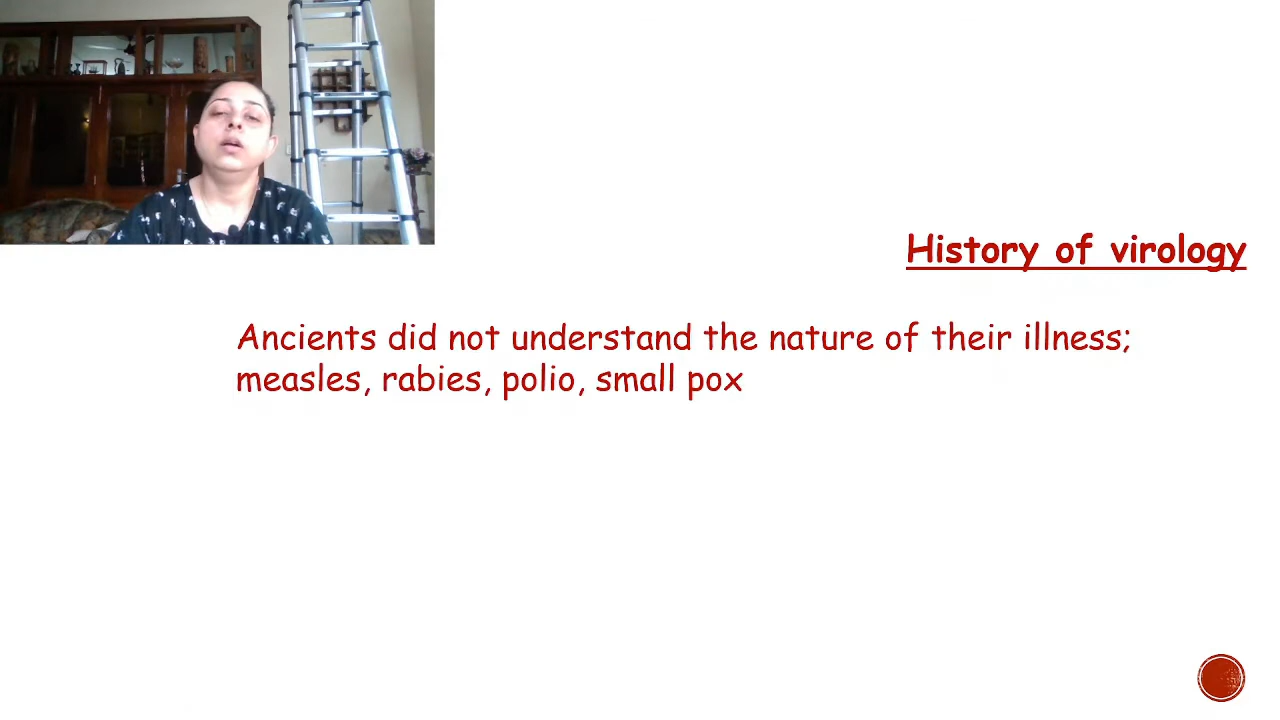 History of virology
Ancients did not understand the nature of their illness;
measles, rabies, polio, small pox